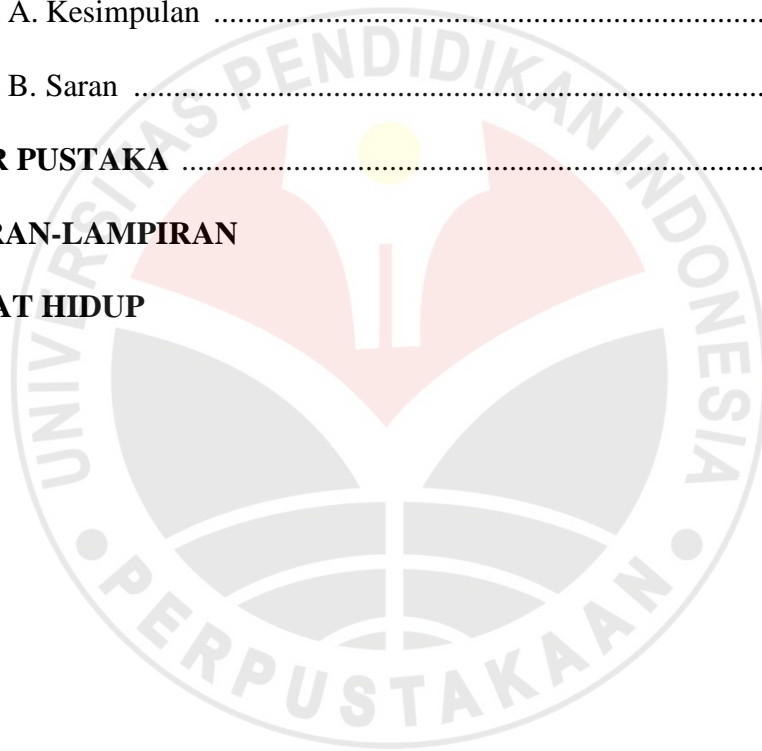 A. Kesimpulan ..........................................................................................
B. Saran ......................................................................................................
R PUSTAKA ..............................................................................................
RAN-LAMPIRAN
AT HIDUP
UNIVERSITAS PENDIDIKAN INDONESIA
PERPUSTAKAAN